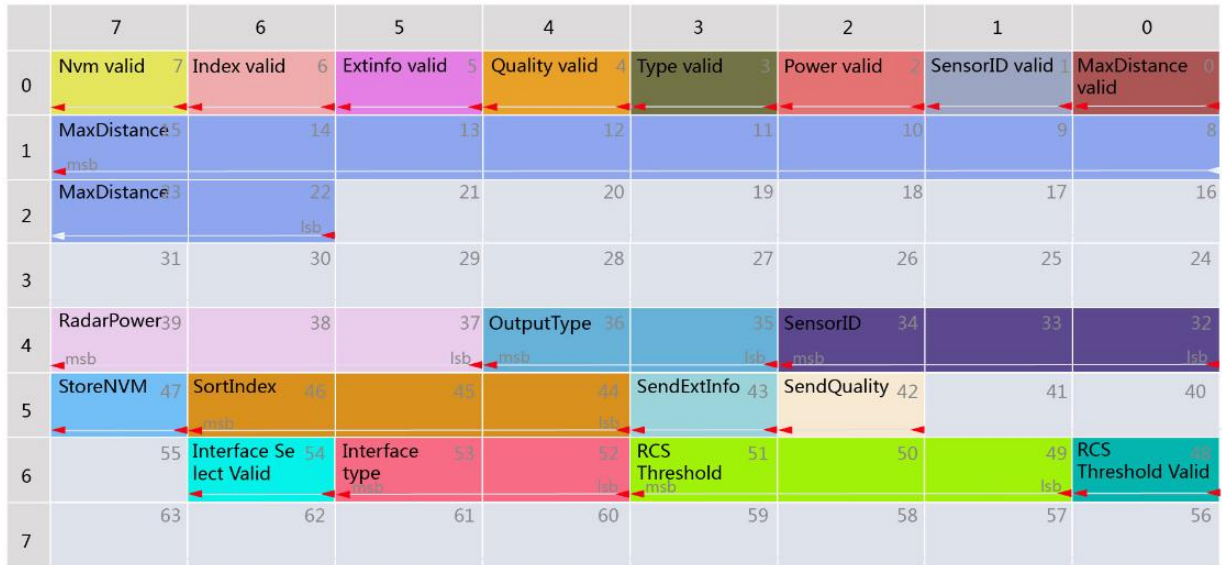 7 6 5 4 3 2 1 0
0 Nvm valid 7 Index valid 6 Extinfo valid 5 Quality valid 4 Type valid 3 Power valid 2 SensorID valid 1 MaxDistance 0
valid
1 MaxDistance 15 14 13 12 11 10 9 8
msb
2 MaxDistance 23 22 21 20 19 18 17 16
lsb
3 31 30 29 28 27 26 25 24
4 RadarPower 39 38 37 OutputType 36 35 SensorID 34 33 32
msb lsb msb lsb msb lsb
5 StoreNVM 47 SortIndex 46 45 44 SendExtInfo 43 SendQuality 42 41 40
msb lsb
6 55 Interface Se 54 Interface 53 52 RCS 51 50 49 RCS 48
lect Valid type Threshold Threshold Valid
msb lsb msb lsb
7 63 62 61 60 59 58 57 56